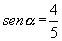 sen α = 4/5